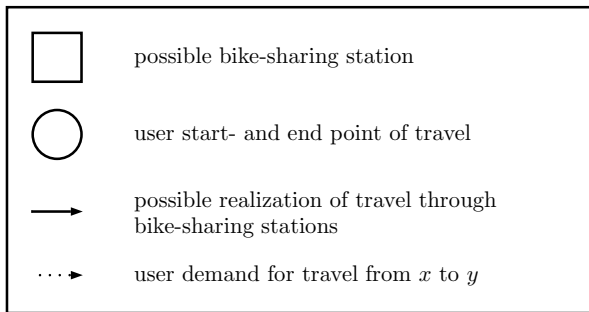 possible bike-sharing station
user start- and end point of travel
possible realization of travel through
bike-sharing stations
user demand for travel from x to y